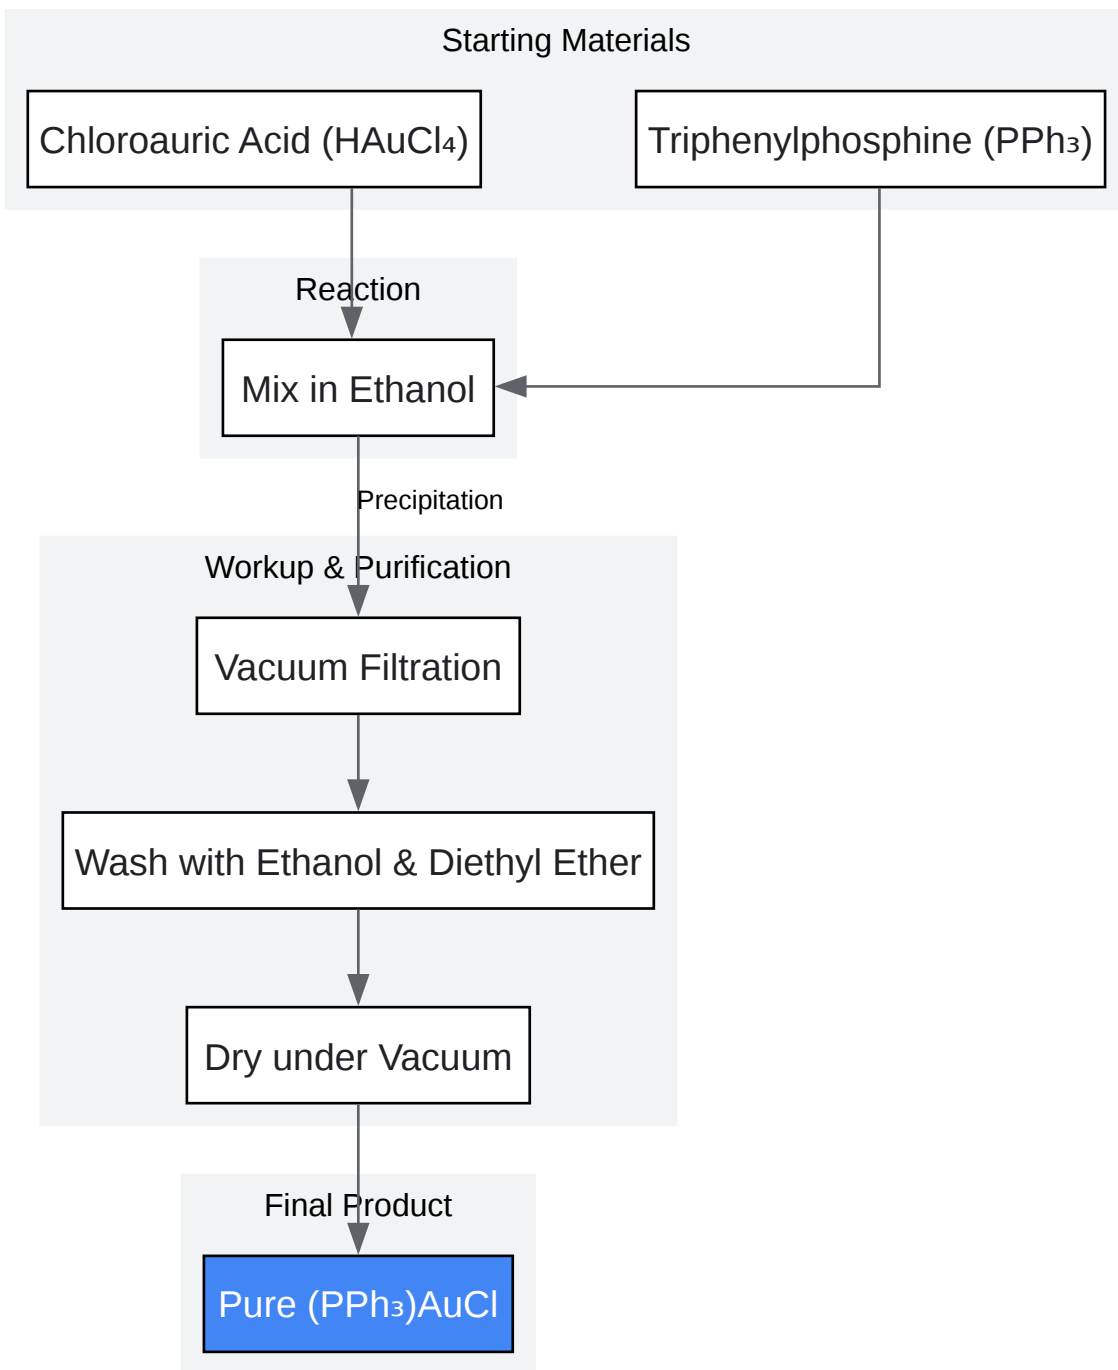 Starting Materials
Chloroauric Acid (HAuCl₄)
Triphenylphosphine (PPh₃)
Reaction
Mix in Ethanol
Precipitation
Workup & Purification
Vacuum Filtration
Wash with Ethanol & Diethyl Ether
Dry under Vacuum
Final Product
Pure (PPh₃)AuCl